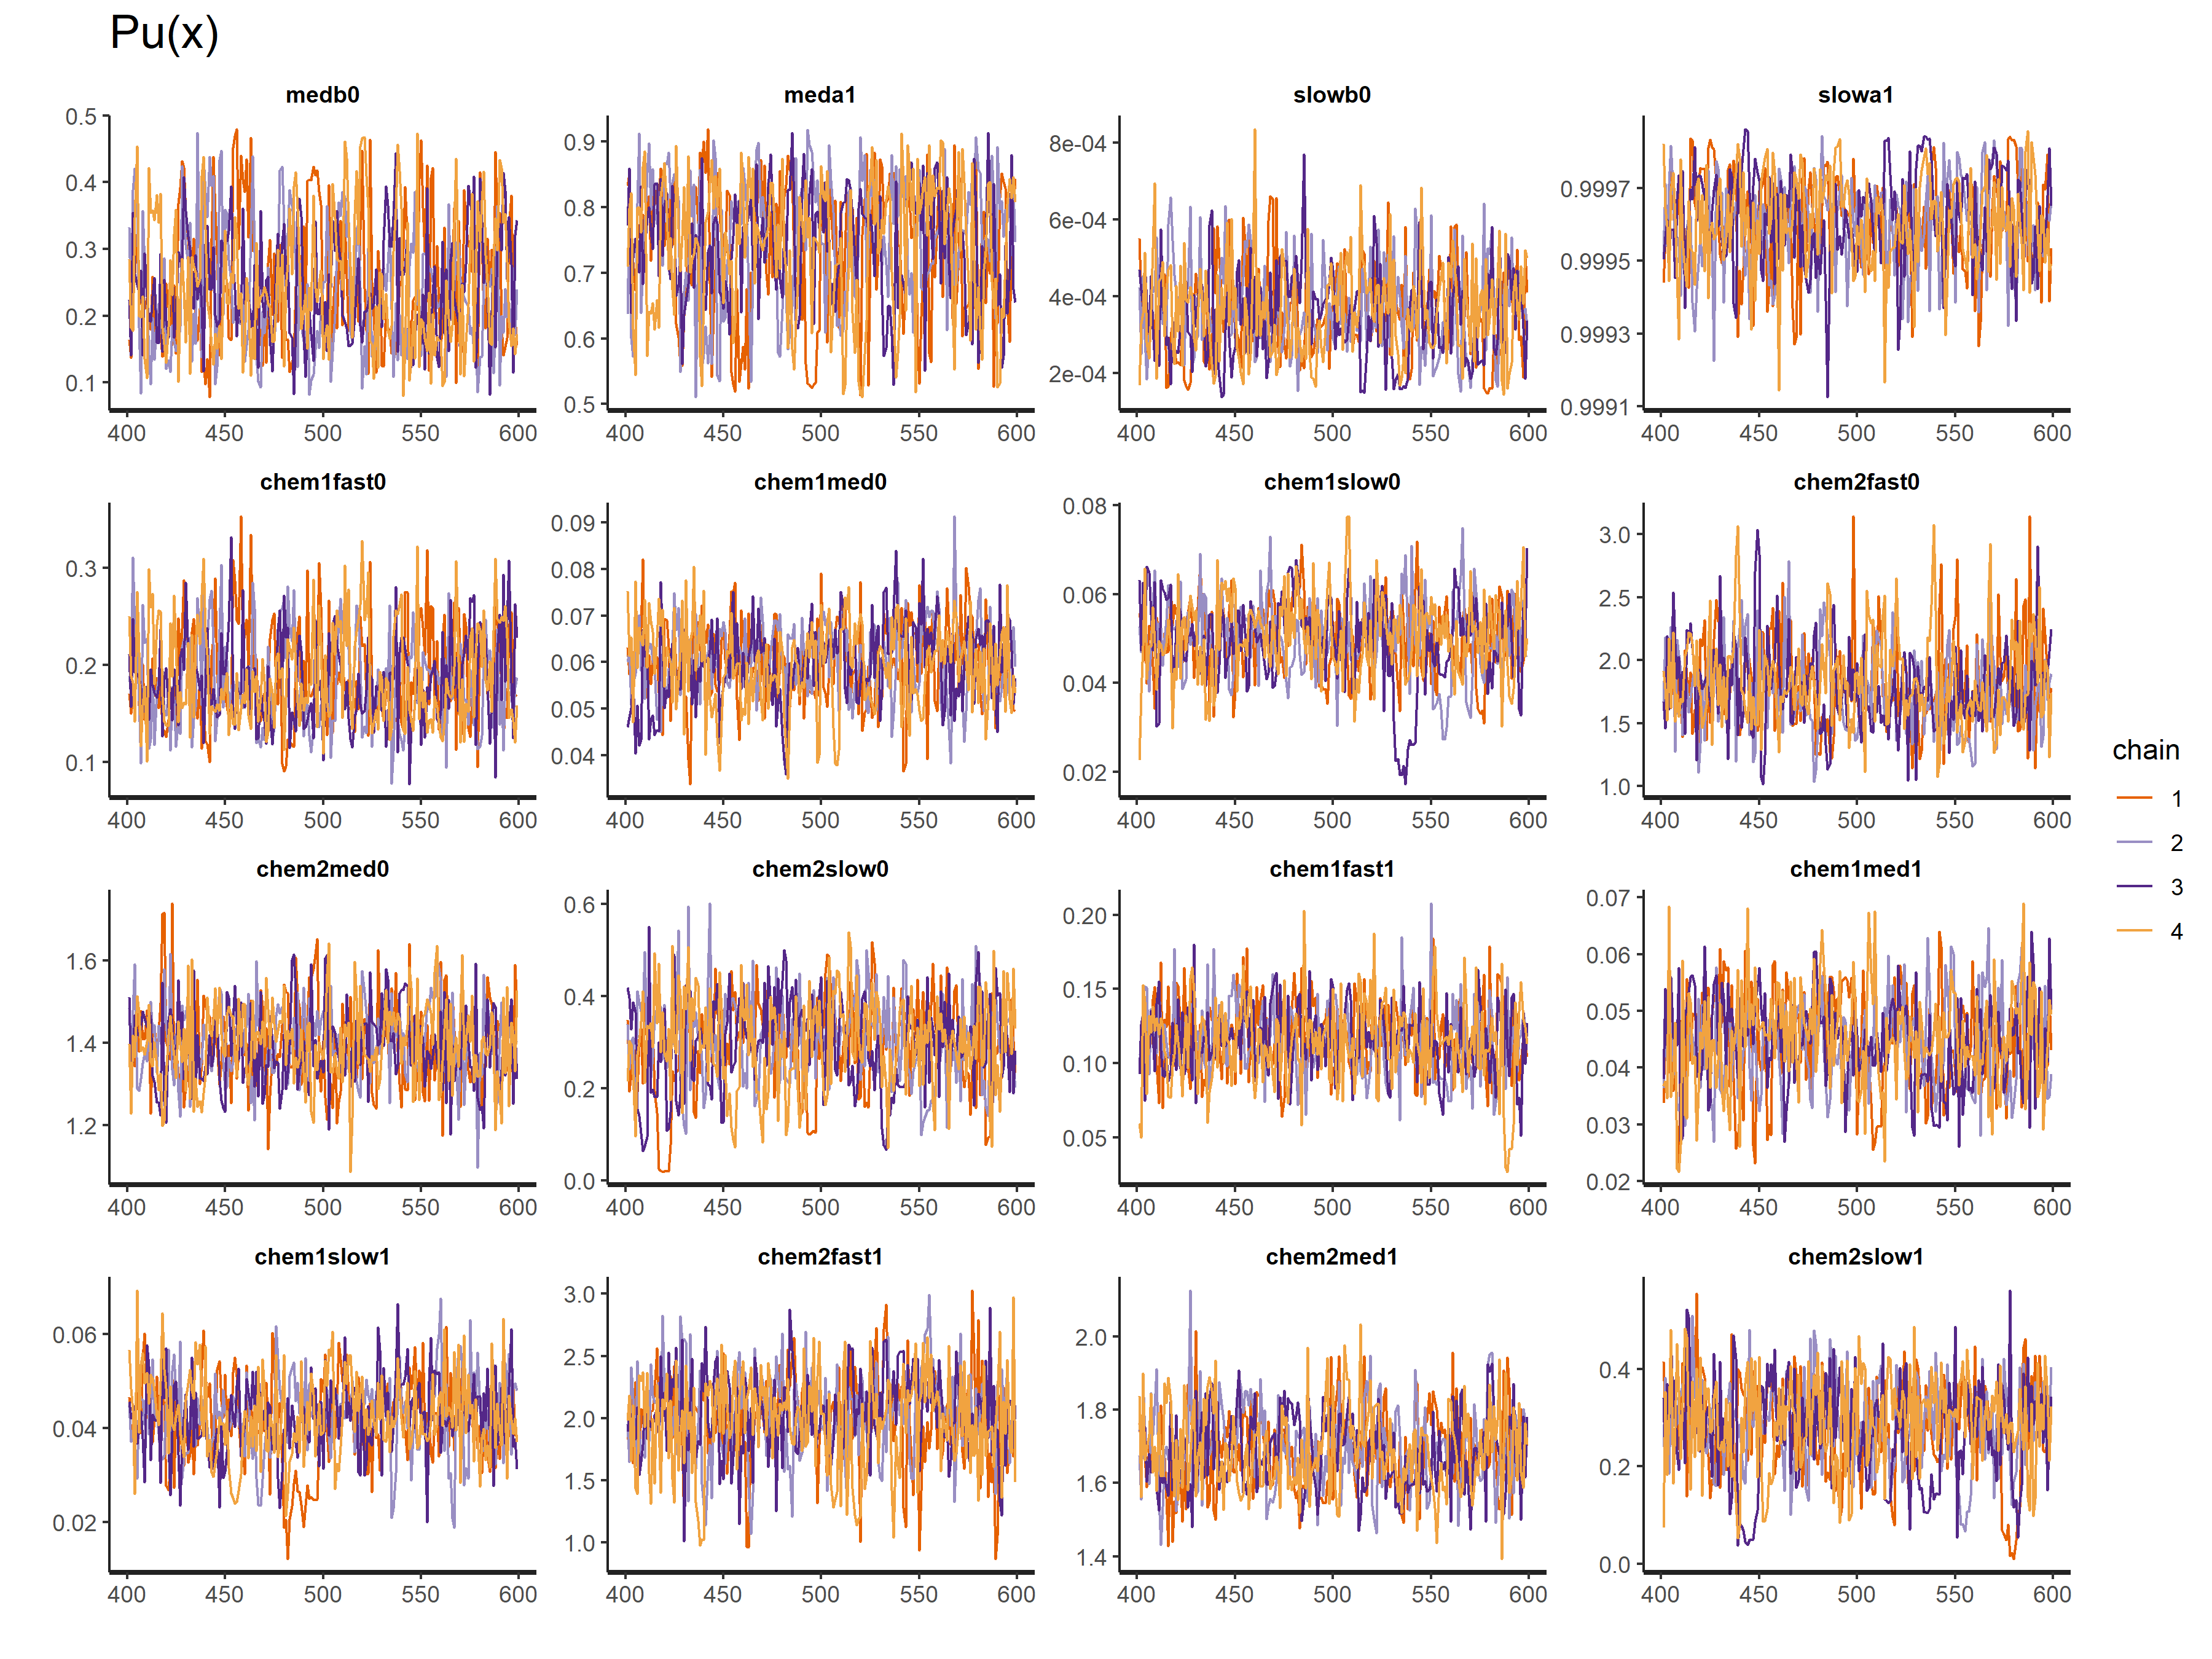 Pu(x)
medb0 meda1 slowb0 slowa1
0.5
0.4
0.3
0.2
0.1
400 450 500 550 600
0.9
0.8
0.7
0.6
0.5
400 450 500 550 600
8e-04
6e-04
4e-04
2e-04
400 450 500 550 600
0.9997
0.9995
0.9993
0.9991
400 450 500 550 600
chem1fast0 chem1med0 chem1slow0 chem2fast0
0.3
0.2
0.1
400 450 500 550 600
0.09
0.08
0.07
0.06
0.05
0.04
400 450 500 550 600
0.08
0.06
0.04
0.02
400 450 500 550 600
3.0
2.5
2.0
1.5
1.0
400 450 500 550 600
chem2med0 chem2slow0 chem1fast1 chem1med1
1.6
1.4
1.2
400 450 500 550 600
0.6
0.4
0.2
0.0
400 450 500 550 600
0.20
0.15
0.10
0.05
400 450 500 550 600
0.07
0.06
0.05
0.04
0.03
0.02
400 450 500 550 600
chem1slow1 chem2fast1 chem2med1 chem2slow1
0.06
0.04
0.02
400 450 500 550 600
3.0
2.5
2.0
1.5
1.0
400 450 500 550 600
2.0
1.8
1.6
1.4
400 450 500 550 600
0.4
0.2
0.0
400 450 500 550 600
chain
1
2
3
4